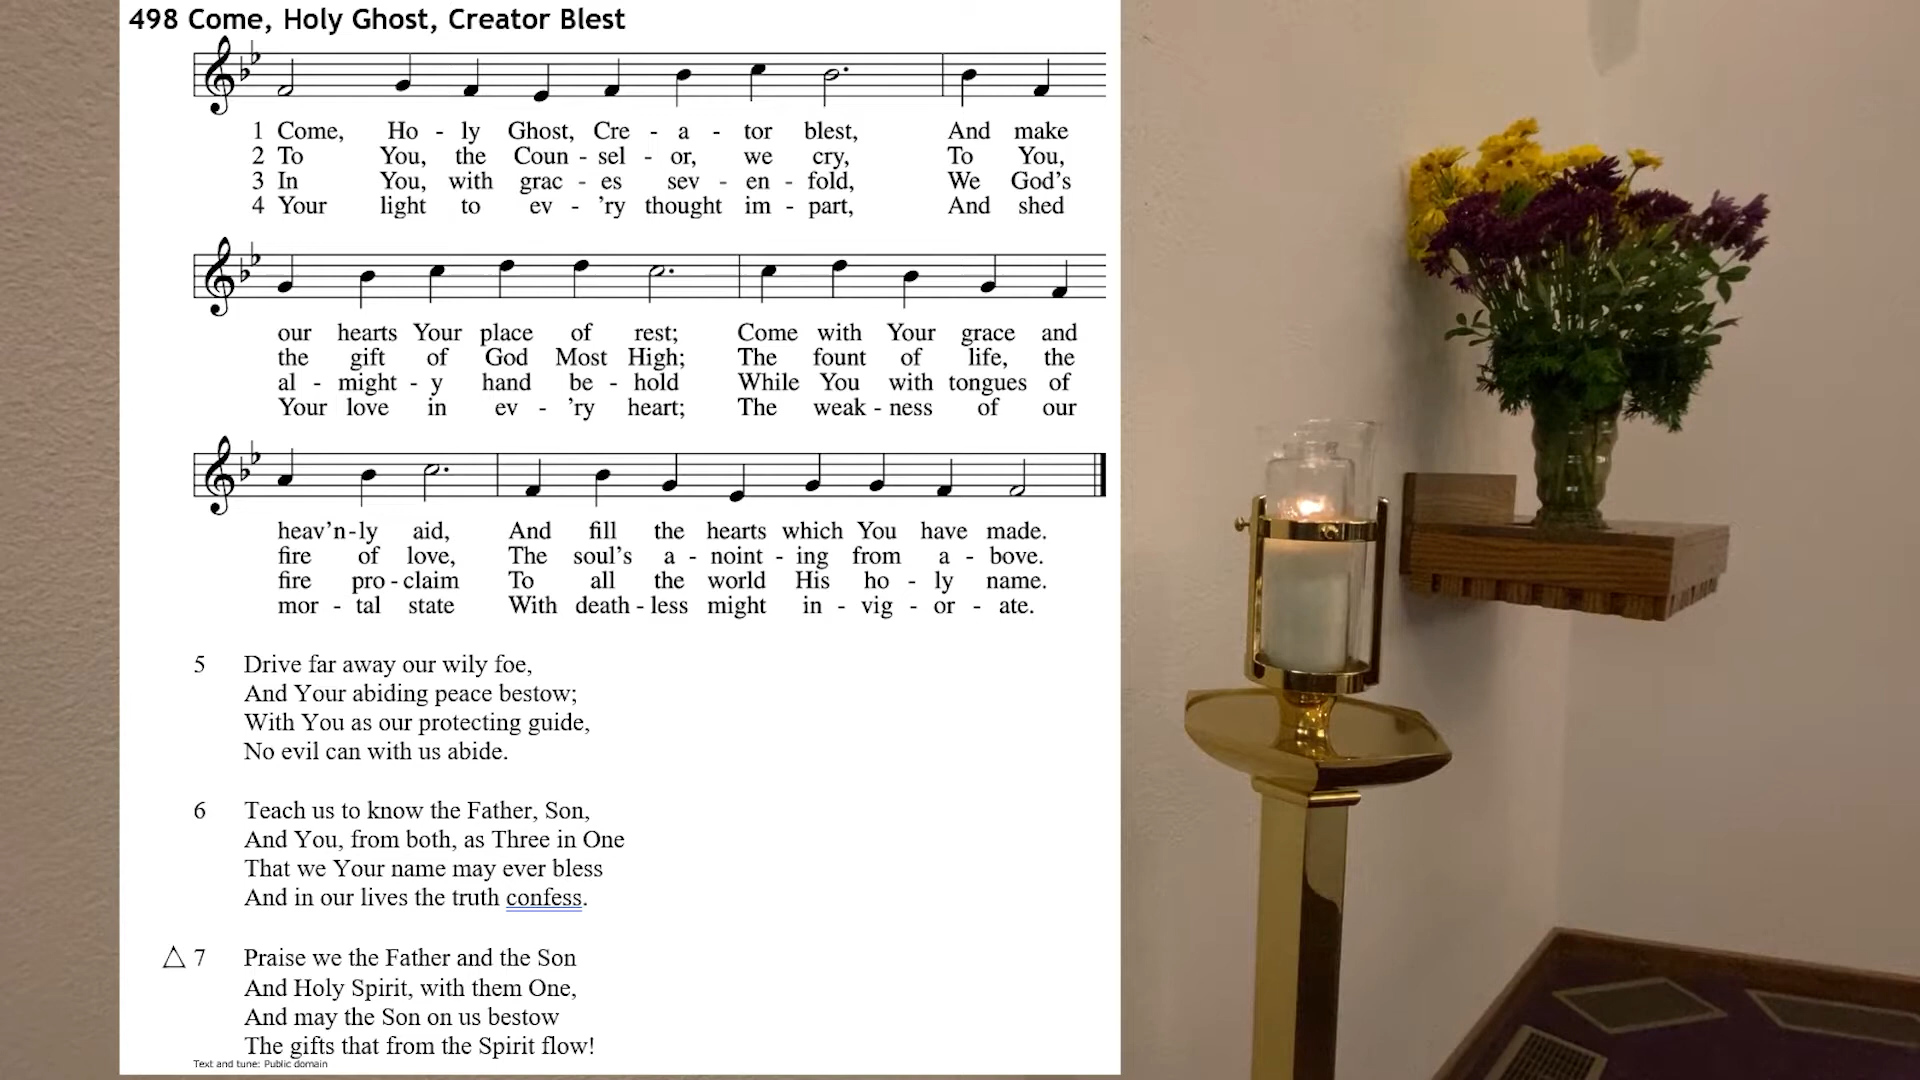 498 Come, Holy Ghost, Creator Blest
1 Come, Ho - ly Ghost, Cre - a - tor blest, And make
2 To You, the Coun - sel - or, we cry, To You,
3 In You, with grac - es sev - en - fold, We God's
4 Your light to ev - 'ry thought im - part, And shed
our hearts Your place of rest; Come with Your grace and
the gift of God Most High; The fount of life, the
al - might - y hand be - hold While You with tongues of
Your love in ev - 'ry heart; The weak - ness of our
heav'n - ly aid, And fill the hearts which You have made.
fire of love, The soul's a - noint - ing from a - bove.
fire pro - claim To all the world His ho - ly name.
mor - tal state With death - less might in - vig - or - ate.
5 Drive far away our wily foe,
And Your abiding peace bestow;
With You as our protecting guide,
No evil can with us abide.
6 Teach us to know the Father, Son,
And You, from both, as Three in One
That we Your name may ever bless
And in our lives the truth confess.
△ 7 Praise we the Father and the Son
And Holy Spirit, with them One,
And may the Son on us bestow
The gifts that from the Spirit flow!
Text and tune: Public domain